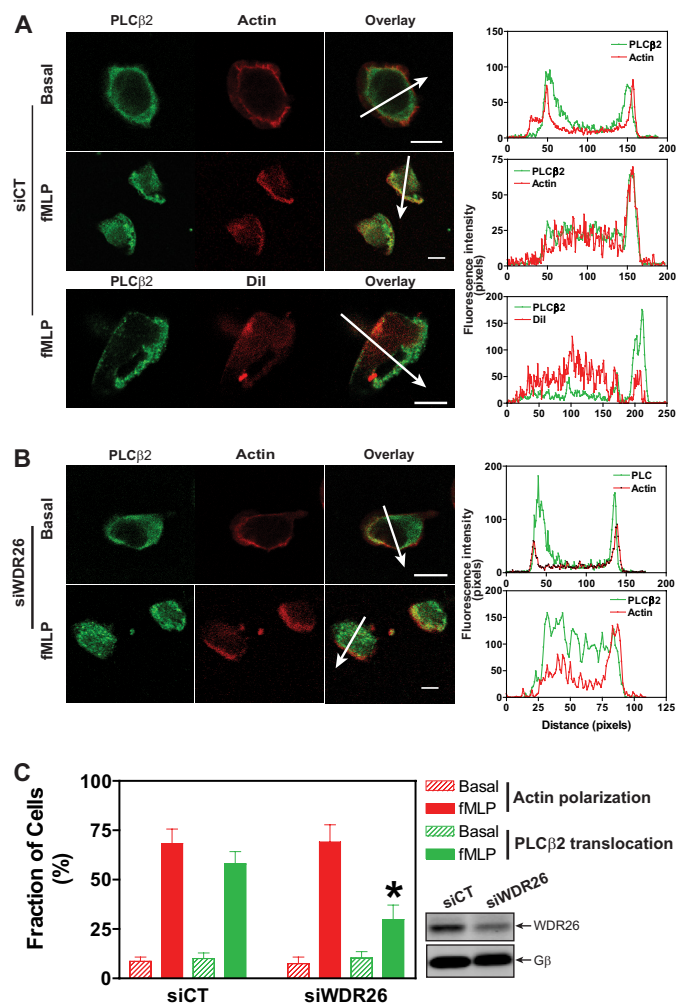 A
PLCβ2 Actin Overlay
siCT
Basal
fMLP
PLCβ2 DiI Overlay
fMLP
Fluorescence intensity
(pixels)
150
100
50
0
0 50 100 150 200
PLCβ2
Actin
75
50
25
0
0 50 100 150 200 250
PLCβ2
Actin
200
150
100
50
0
0 50 100 150 200 250
PLCβ2
DiI
B
PLCβ2 Actin Overlay
siWDR26
Basal
fMLP
Fluorescence intensity
(pixels)
200
150
100
50
0
0 50 100 150 200
PLC
Actin
200
150
100
50
0
0 25 50 75 100 125
PLCβ2
Actin
Distance (pixels)
C
Fraction of Cells
(%)
100
75
50
25
0
*
siCT siWDR26
Basal
fMLP
Actin polarization
Basal
fMLP
PLCβ2 translocation
siCT siWDR26
WDR26
Gβ